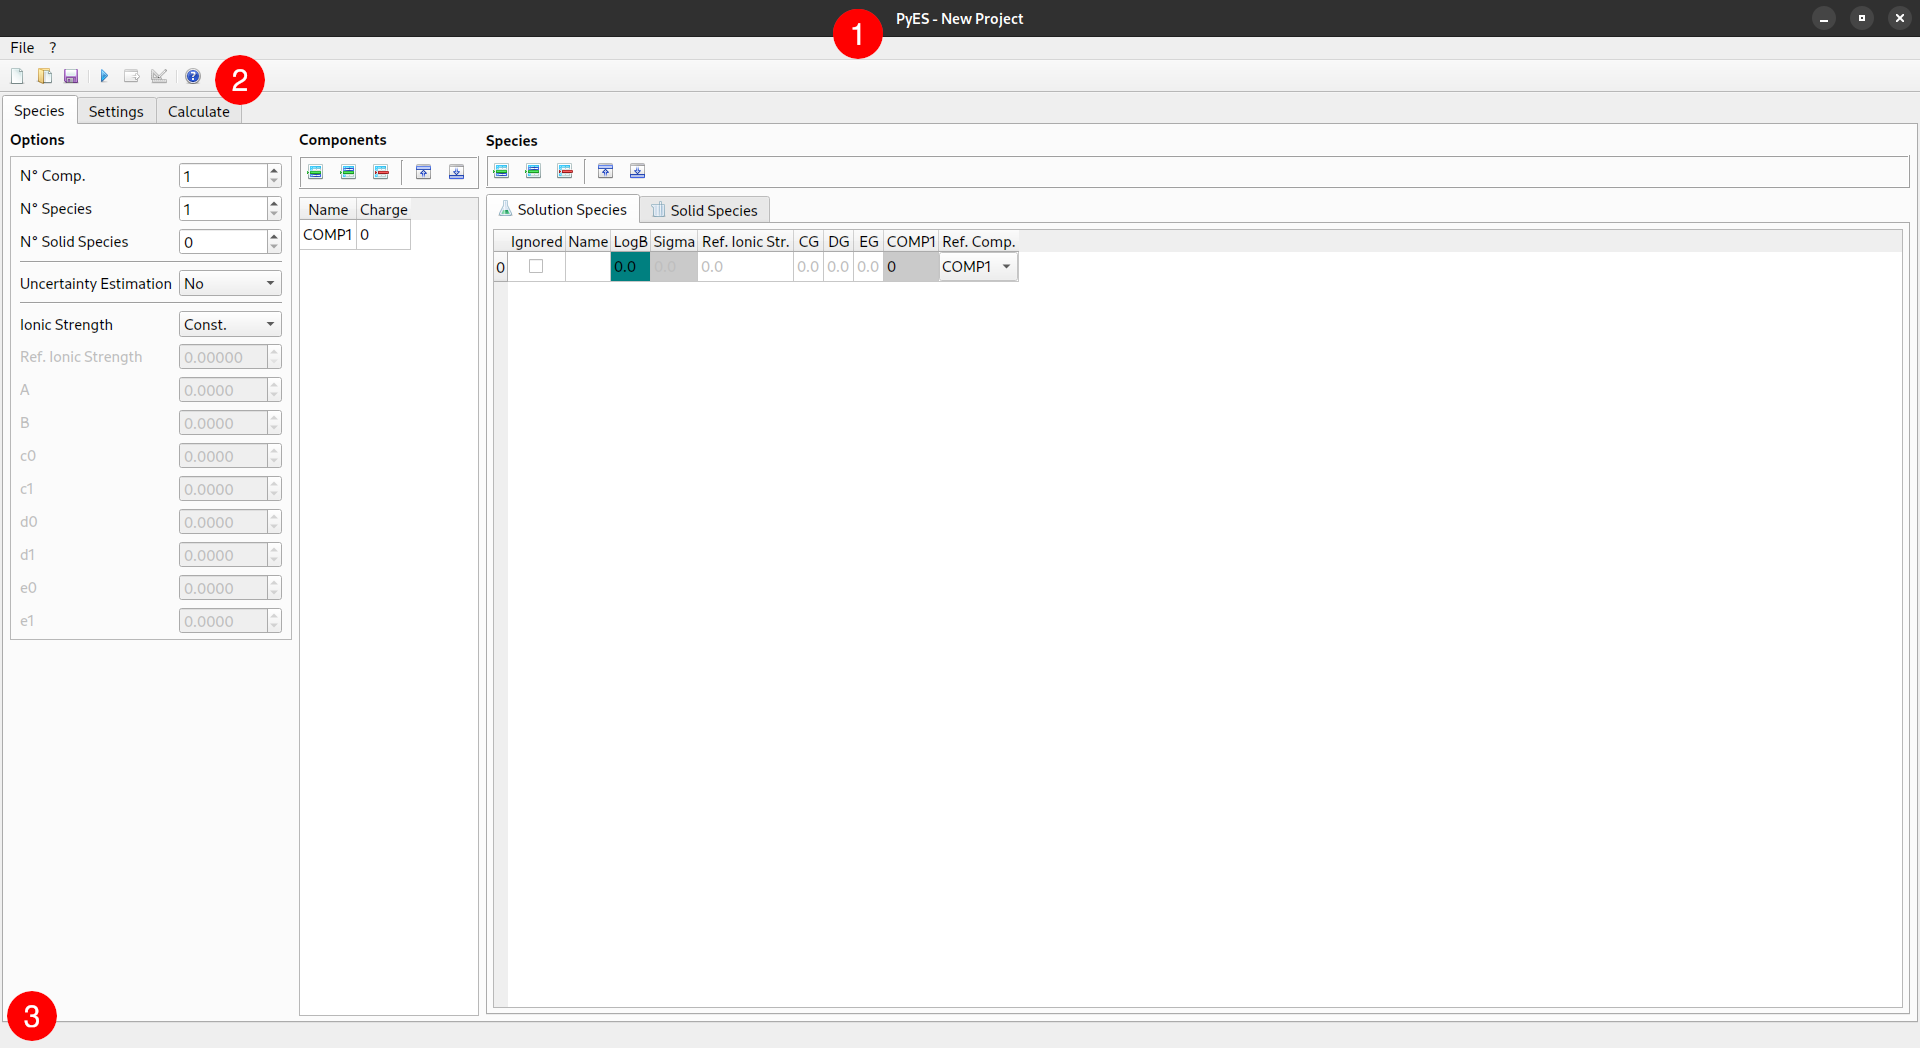 PyES - New Project
1
File ?
2
Species Settings Calculate
Options
N° Comp. 1
N° Species 1
N° Solid Species 0
Uncertainty Estimation No
Ionic Strength Const.
Ref. Ionic Strength 0.00000
A 0.0000
B 0.0000
c0 0.0000
c1 0.0000
d0 0.0000
d1 0.0000
e0 0.0000
e1 0.0000
Components
Name Charge
COMP1 0
Species
Solution Species Solid Species
Ignored Name LogB Sigma Ref. Ionic Str. CG DG EG COMP1 Ref. Comp.
0 0.0 0.0 0.0 0.0 0.0 0.0 0 COMP1
3